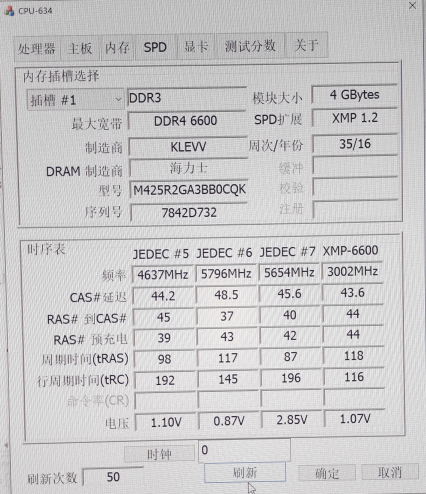 CPU-634
处理器 主板 内存 SPD 显卡 测试分数 关于
内存插槽选择
插槽 #1 DDR3 模块大小 4 GBytes
最大宽带 DDR4 6600 SPD扩展 XMP 1.2
制造商 KLEVV 周次/年份 35/16
DRAM 制造商 海力士 缓冲
型号 M425R2GA3BB0CQK 校验
序列号 7842D732 注册
时序表
JEDEC #5 JEDEC #6 JEDEC #7 XMP-6600
频率 4637MHz 5796MHz 5654MHz 3002MHz
CAS#延迟 44.2 48.5 45.6 43.6
RAS# 到CAS# 45 37 40 44
RAS# 预充电 39 43 42 44
周期时间(tRAS) 98 117 87 118
行周期时间(tRC) 192 145 196 116
命令率(CR)
电压 1.10V 0.87V 2.85V 1.07V
时钟 0
刷新次数 50 刷新 确定 取消